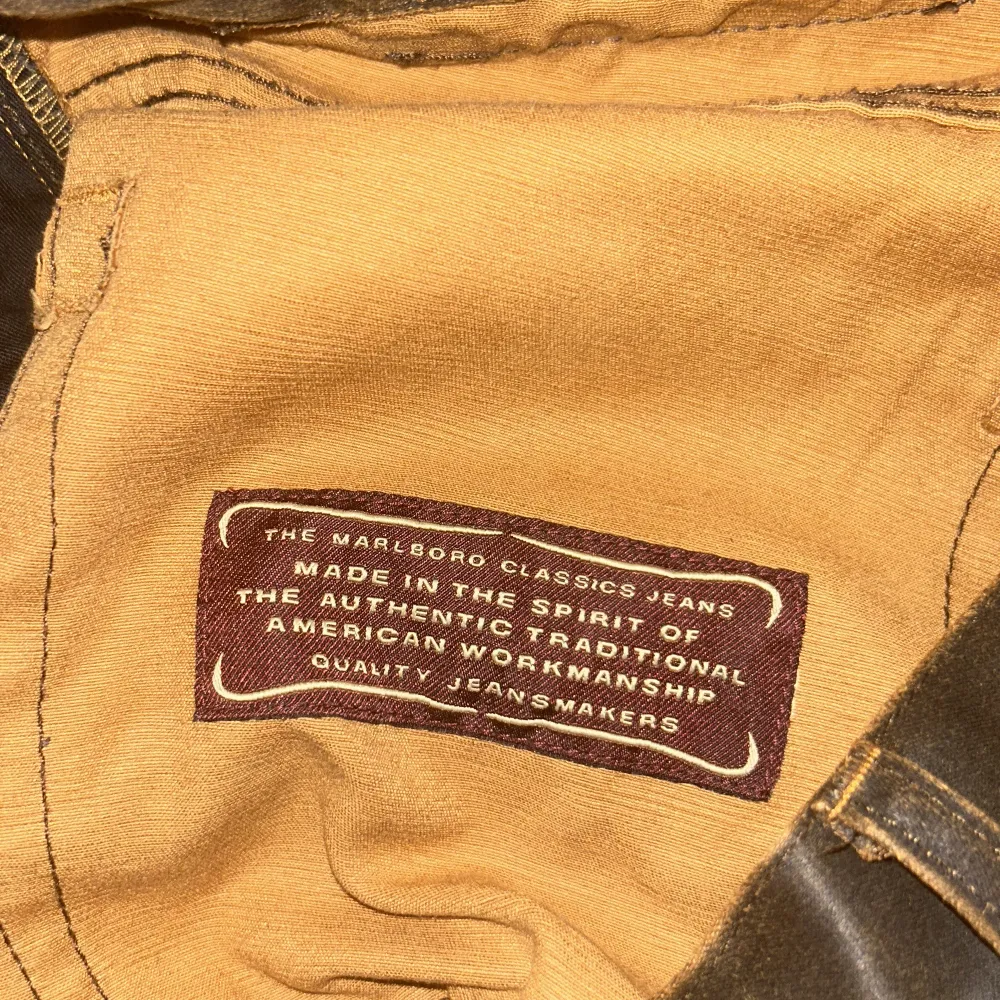 THE MARLBORO CLASSICS JEANS
MADE IN THE SPIRIT OF
THE AUTHENTIC TRADITIONAL
AMERICAN WORKMANSHIP
QUALITY JEANSMAKERS